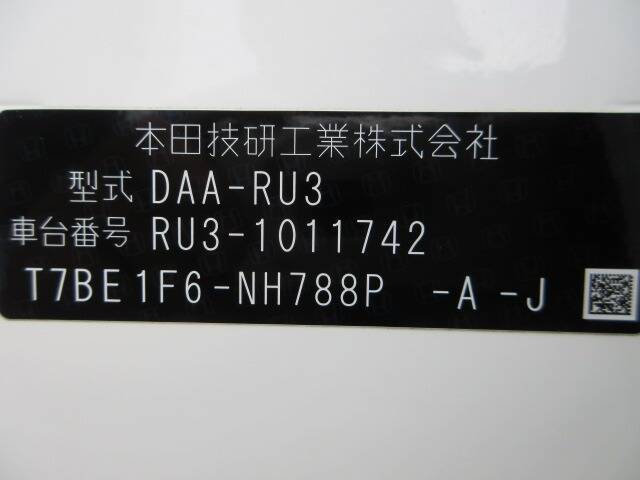 本田技研工業株式会社
型式 DAA-RU3
車台番号 RU3-1011742
T7BE1F6-NH788P -A -J